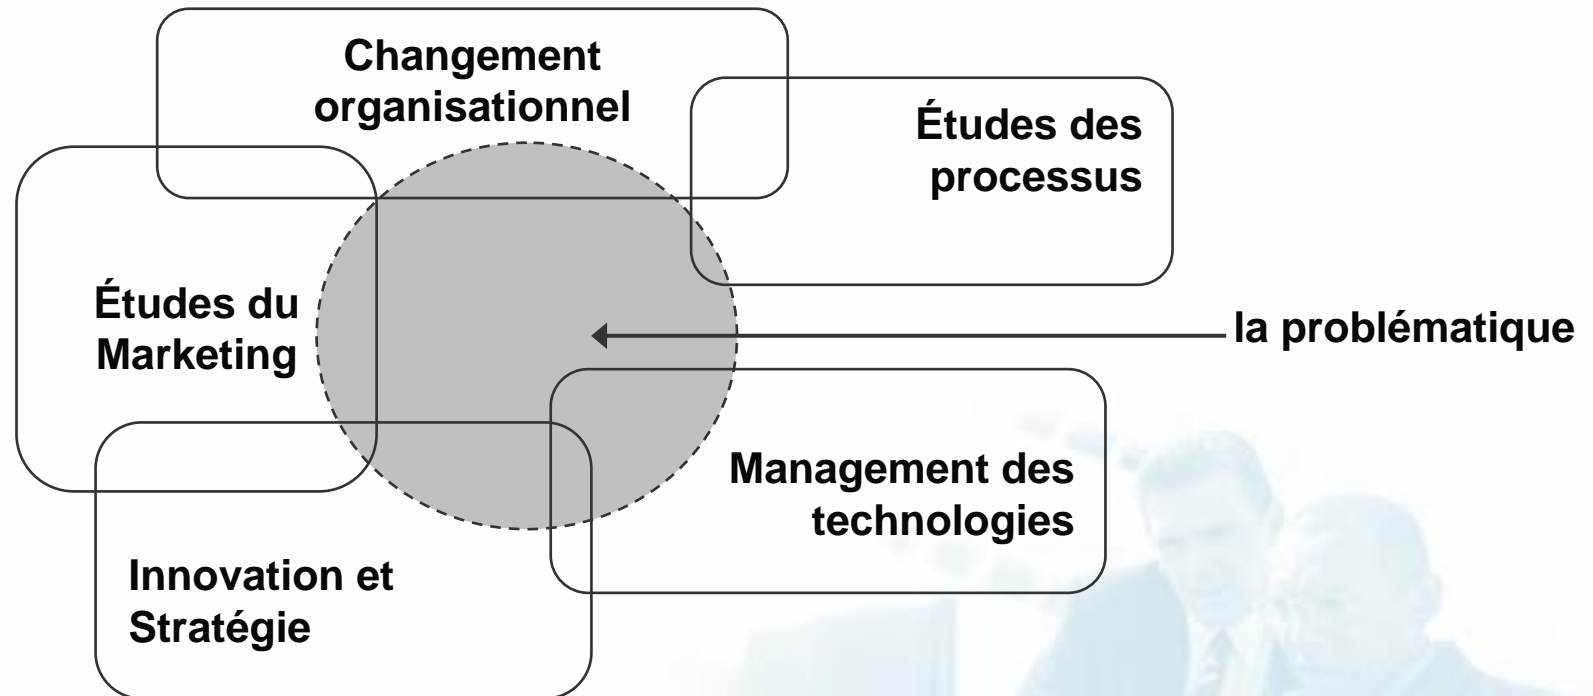 Changement
organisationnel
Études des
processus
Études du
Marketing
la problématique
Management des
technologies
Innovation et
Stratégie